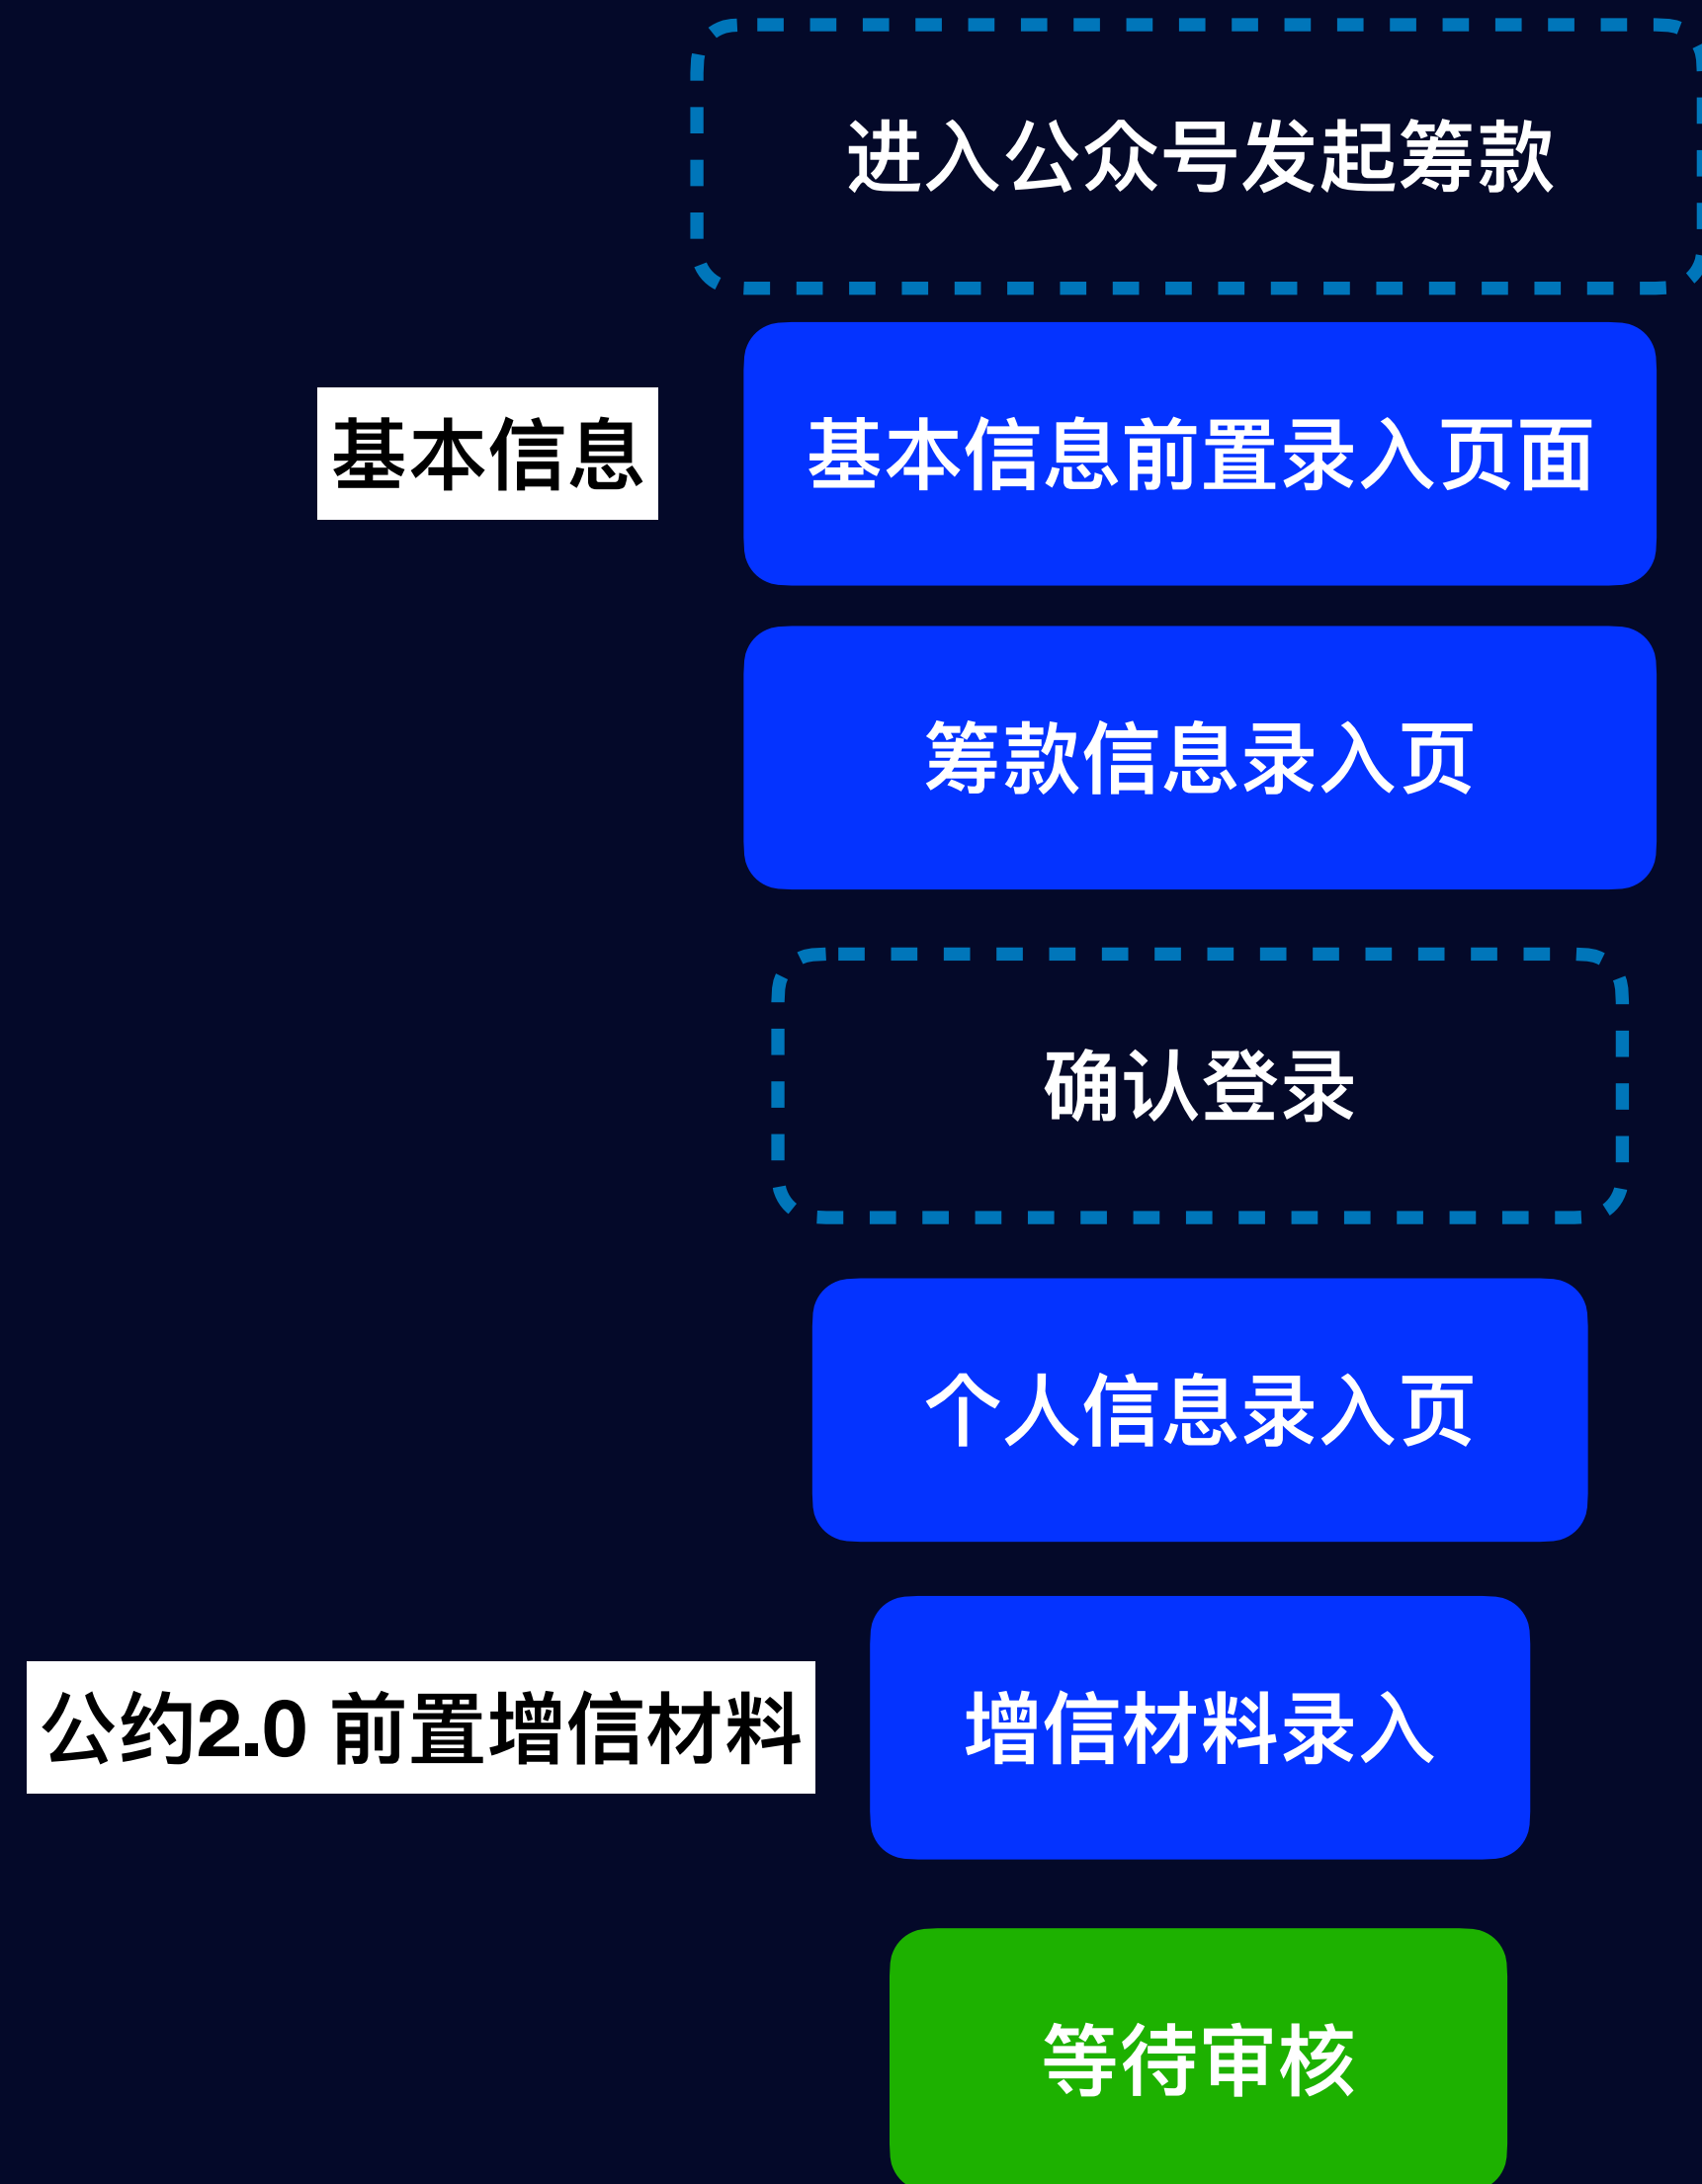 进入公众号发起筹款
基本信息
基本信息前置录入页面
筹款信息录入页
确认登录
个人信息录入页
公约2.0 前置增信材料
增信材料录入
等待审核